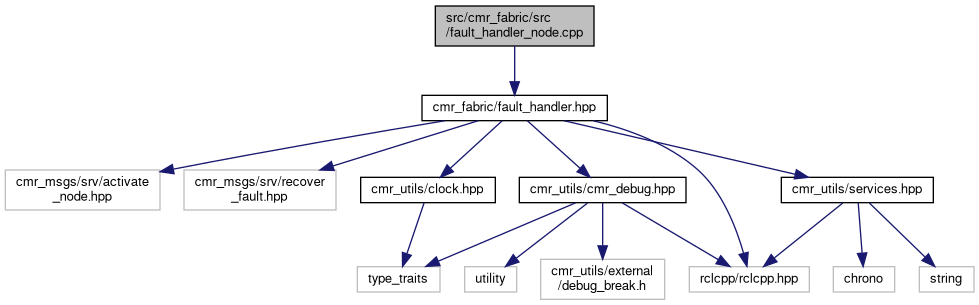 src/cmr_fabric/src
/fault_handler_node.cpp
cmr_fabric/fault_handler.hpp
cmr_msgs/srv/activate
_node.hpp
cmr_msgs/srv/recover
_fault.hpp
cmr_utils/clock.hpp
cmr_utils/cmr_debug.hpp
cmr_utils/services.hpp
type_traits
utility
cmr_utils/external
/debug_break.h
rclcpp/rclcpp.hpp
chrono
string